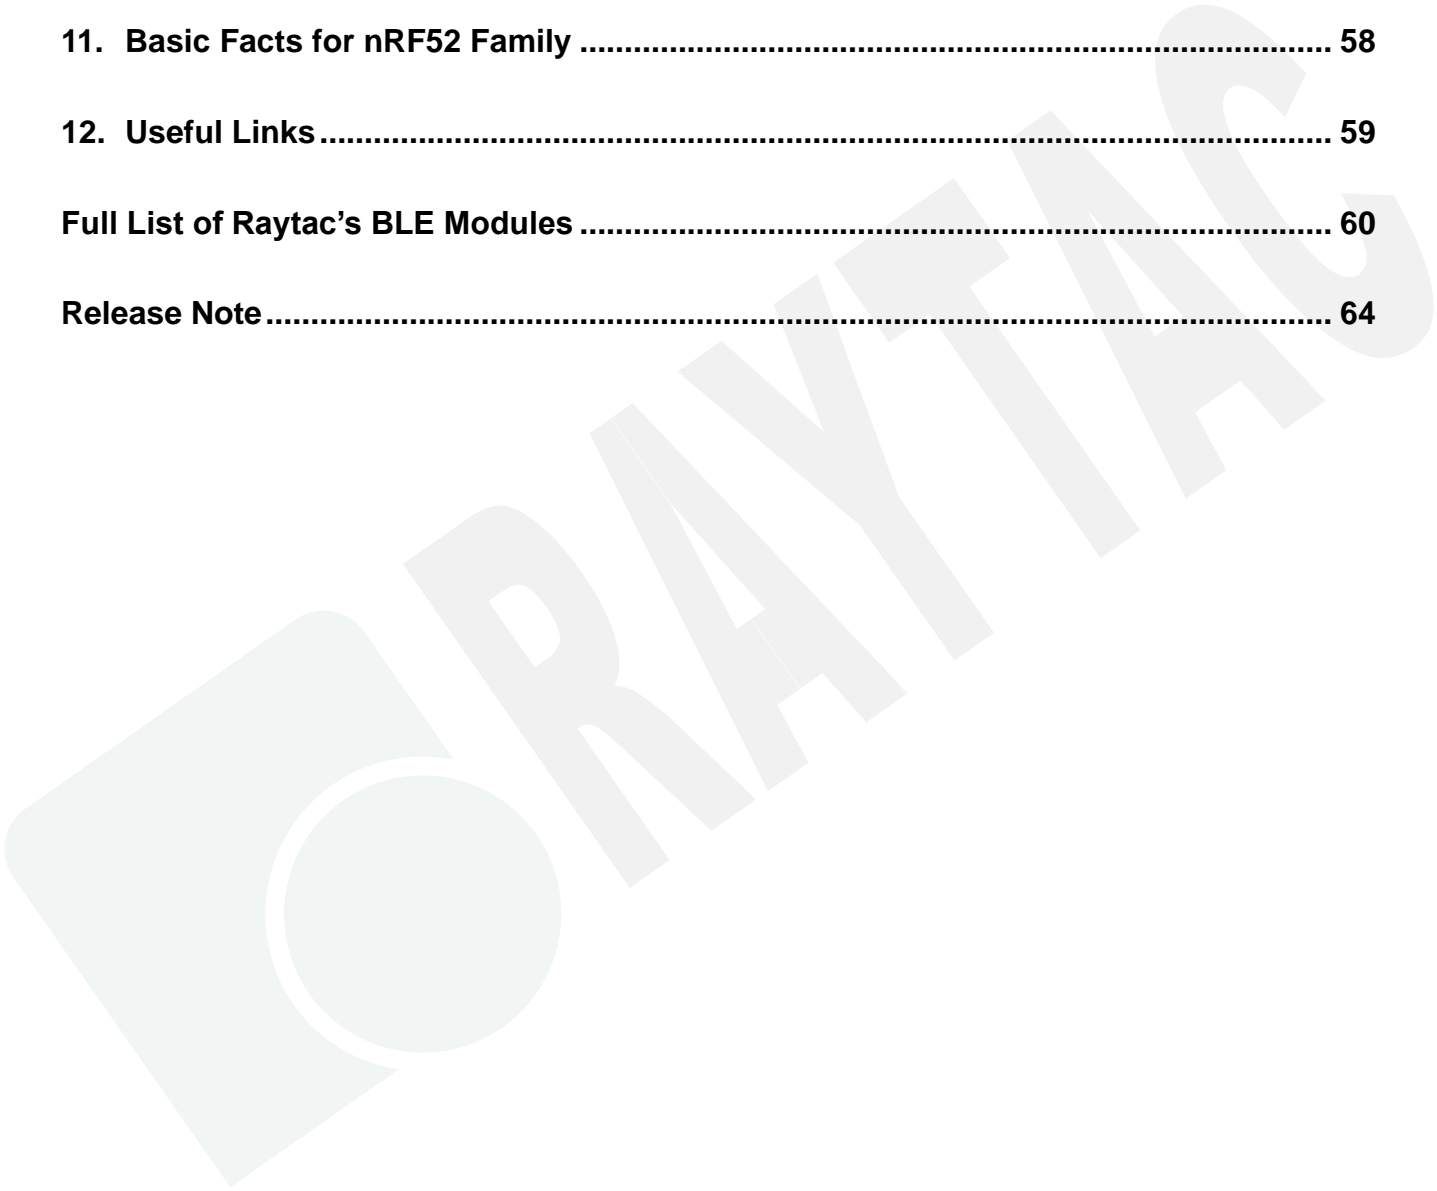 11. Basic Facts for nRF52 Family ..................................................................................... 58
12. Useful Links .................................................................................................................. 59
Full List of Raytac’s BLE Modules ..................................................................................... 60
Release Note ........................................................................................................................ 64
RAYTAC